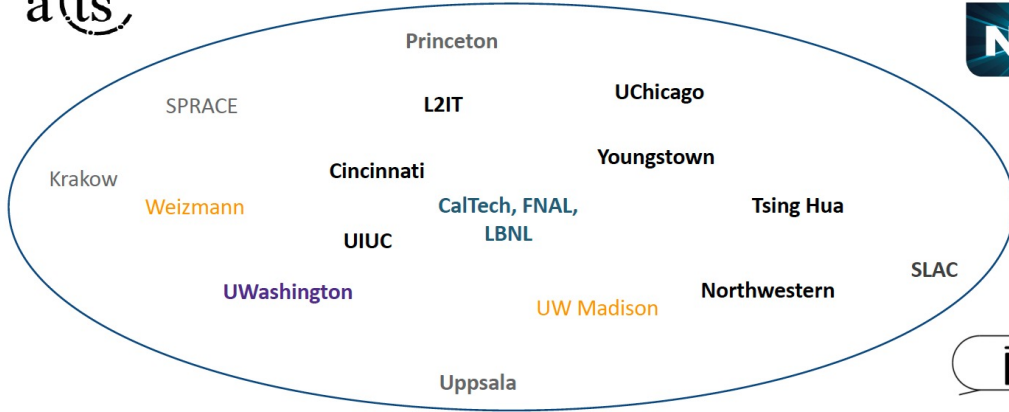 a(ts
Princeton
UChicago
SPRACE
L2IT
Youngstown
Cincinnati
Krakow
Weizmann
CalTech, FNAL,
LBNL
Tsing Hua
UIUC
SLAC
UWashington
Northwestern
UW Madison
Uppsala